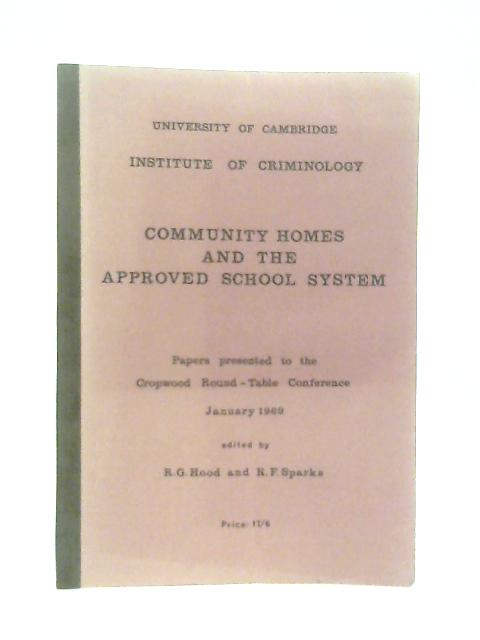 UNIVERSITY OF CAMBRIDGE
INSTITUTE OF CRIMINOLOGY
COMMUNITY HOMES
AND THE
APPROVED SCHOOL SYSTEM
Papers presented to the
Cropwood Round-Table Conference
January 1969
edited by
R.G. Hood and R.F. Sparks
Price: 17/6